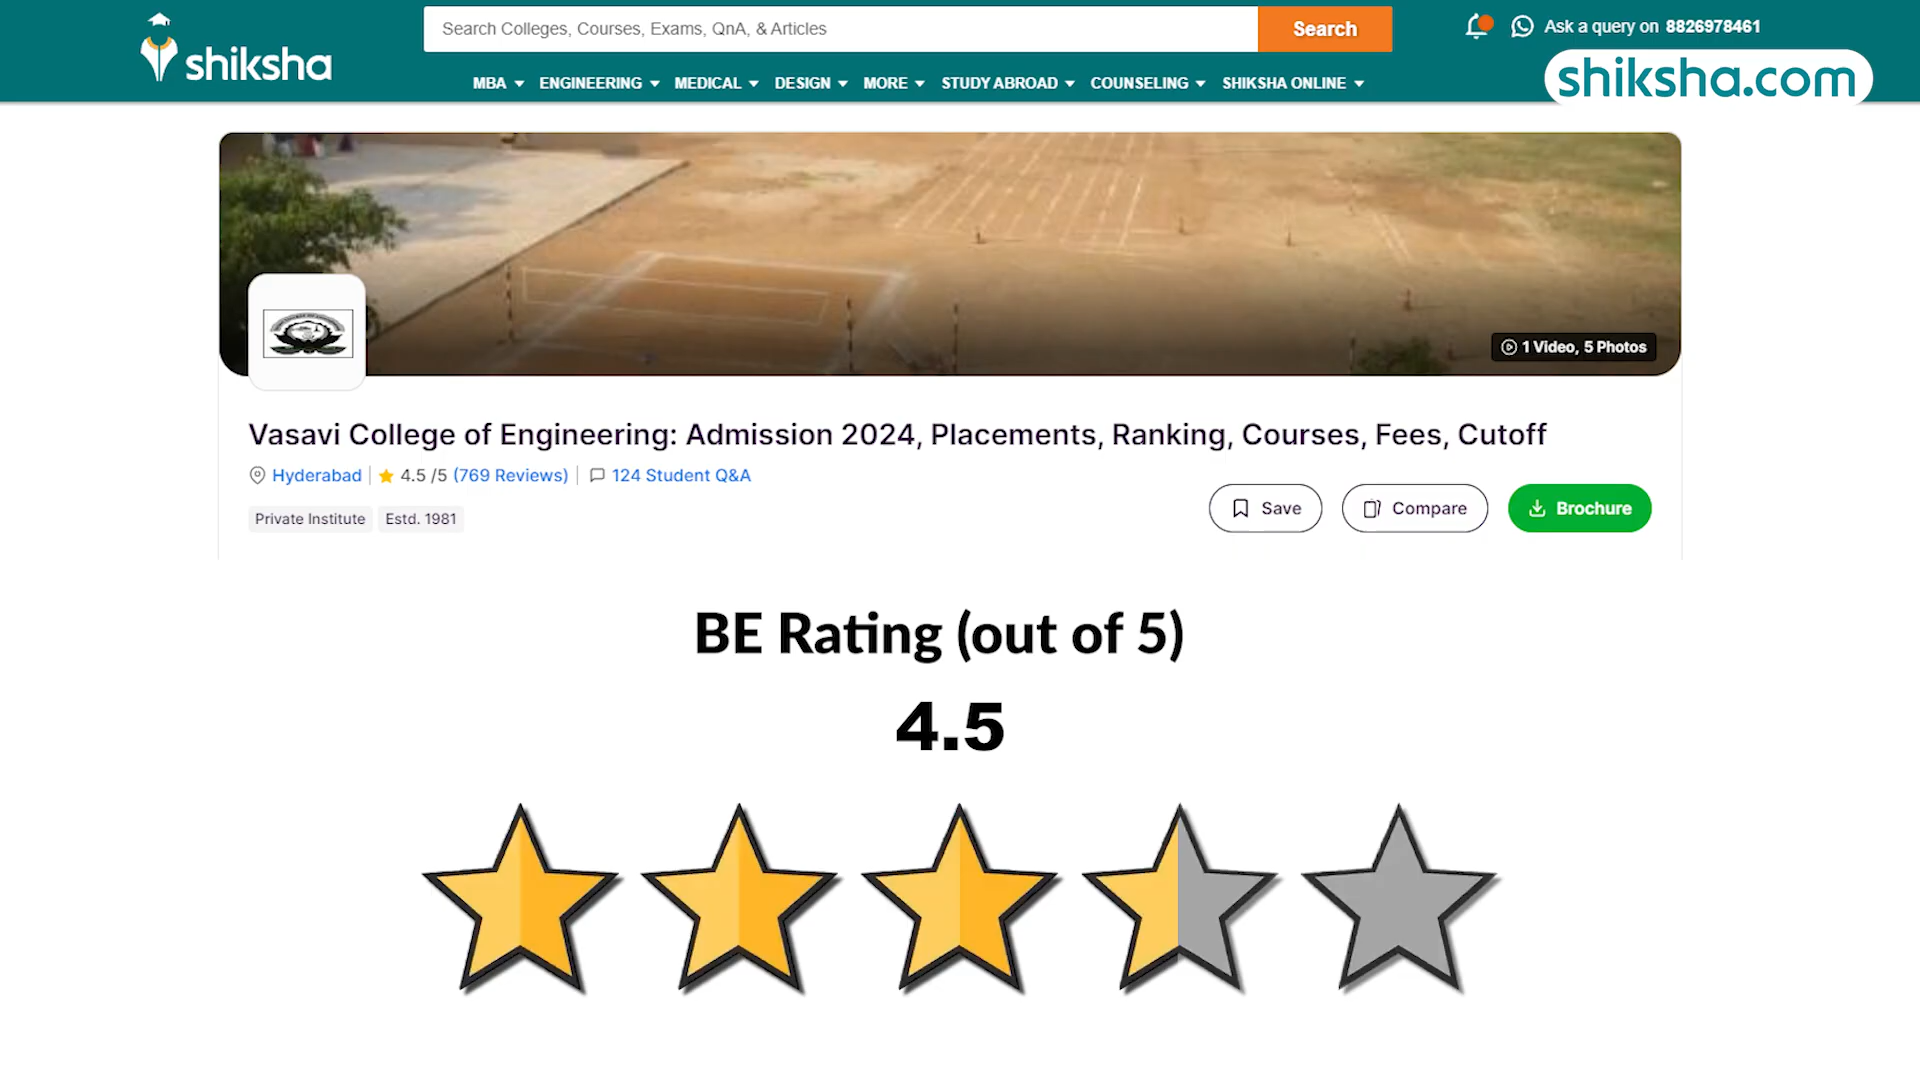 shiksha
Search Colleges, Courses, Exams, QnA, & Articles
Search
Ask a query on 8826978461
shiksha.com
MBA ENGINEERING MEDICAL DESIGN MORE STUDY ABROAD COUNSELING SHIKSHA ONLINE
1 Video, 5 Photos
Vasavi College of Engineering: Admission 2024, Placements, Ranking, Courses, Fees, Cutoff
Hyderabad | 4.5 /5 (769 Reviews) | 124 Student Q&A
Private Institute Estd. 1981
Save Compare Brochure
BE Rating (out of 5)
4.5